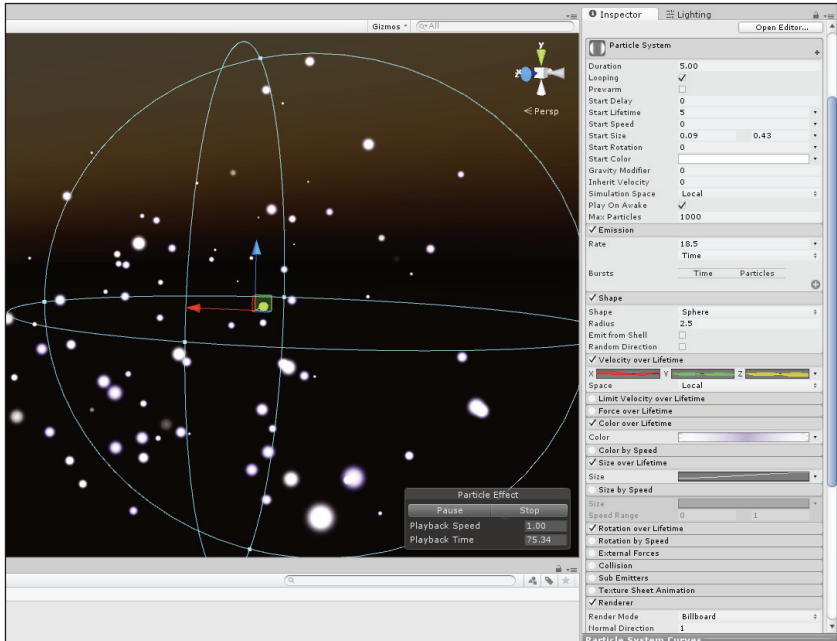 Inspector
Lighting
Gizmos
All
Open Editor...
Particle System
y
x
Persp
Duration 5.00
Looping
Prewarm
Start Delay 0
Start Lifetime 5
Start Speed 0
Start Size 0.09 0.43
Start Rotation 0
Start Color
Gravity Modifier 0
Inherit Velocity 0
Simulation Space Local
Play On Awake
Max Particles 1000
Emission
Rate 18.5
Time
Bursts Time Particles
Shape
Shape Sphere
Radius 2.5
Emit from Shell
Random Direction
Velocity over Lifetime
X Y Z
Space Local
Limit Velocity over Lifetime
Force over Lifetime
Color over Lifetime
Color
Color by Speed
Size over Lifetime
Size
Size by Speed
Size
Speed Range 0 1
Rotation over Lifetime
Rotation by Speed
External Forces
Collision
Sub Emitters
Texture Sheet Animation
Renderer
Render Mode Billboard
Normal Direction 1
Particle System Curves
Particle Effect
Pause Stop
Playback Speed 1.00
Playback Time 75.34